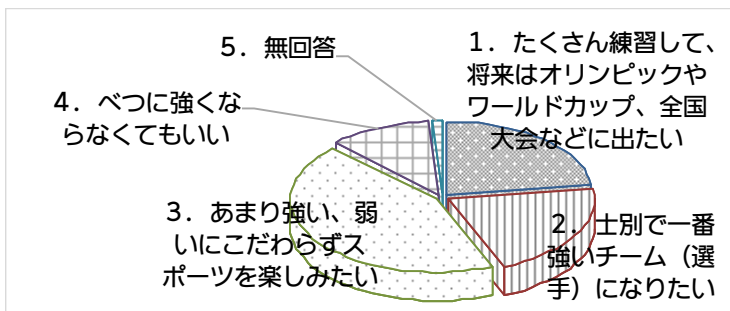 5．無回答
1．たくさん練習して、
将来はオリンピックや
ワールドカップ、全国
大会などに出たい
4．べつに強くな
らなくてもいい
3．あまり強い、弱
いにこだわらずス
ポーツを楽しみたい
2．士別で一番
強いチーム（選
手）になりたい